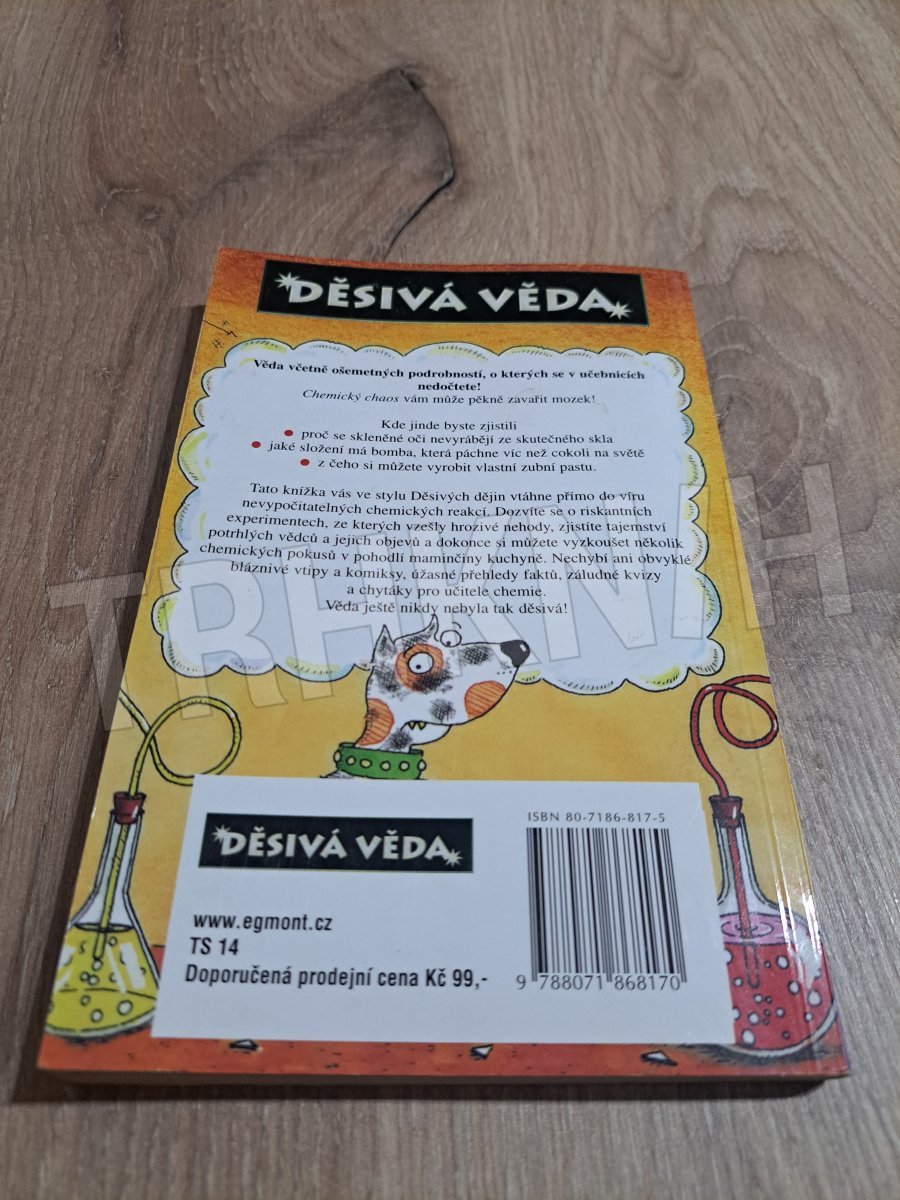 DĚSIVÁ VĚDA
Věda včetně ošemetných podrobností, o kterých se v učebnicích
nedočtete!
Chemický chaos vám může pěkně zavařit mozek!
Kde jinde byste zjistili
• proč se skleněné oči nevyrábějí ze skutečného skla
• jaké složení má bomba, která páchne víc než cokoli na světě
• z čeho si můžete vyrobit vlastní zubní pastu.
Tato knížka vás ve stylu Děsivých dějin vtáhne přímo do víru
nevypočitatelných chemických reakcí. Dozvíte se o riskantních
experimentech, ze kterých vzešly hrozivé nehody, zjistíte tajemství
potrhlých vědců a jejich objevů a dokonce si můžete vyzkoušet několik
chemických pokusů v pohodlí maminčiny kuchyně. Nechybí ani obvyklé
bláznivé vtipy a komiksy, úžasné přehledy faktů, záludné kvizy
a chytáky pro učitele chemie.
Věda ještě nikdy nebyla tak děsivá!
TRHKNIH
DĚSIVÁ VĚDA
www.egmont.cz
TS 14
Doporučená prodejní cena Kč 99,-
ISBN 80-7186-817-5
9 788071 868170